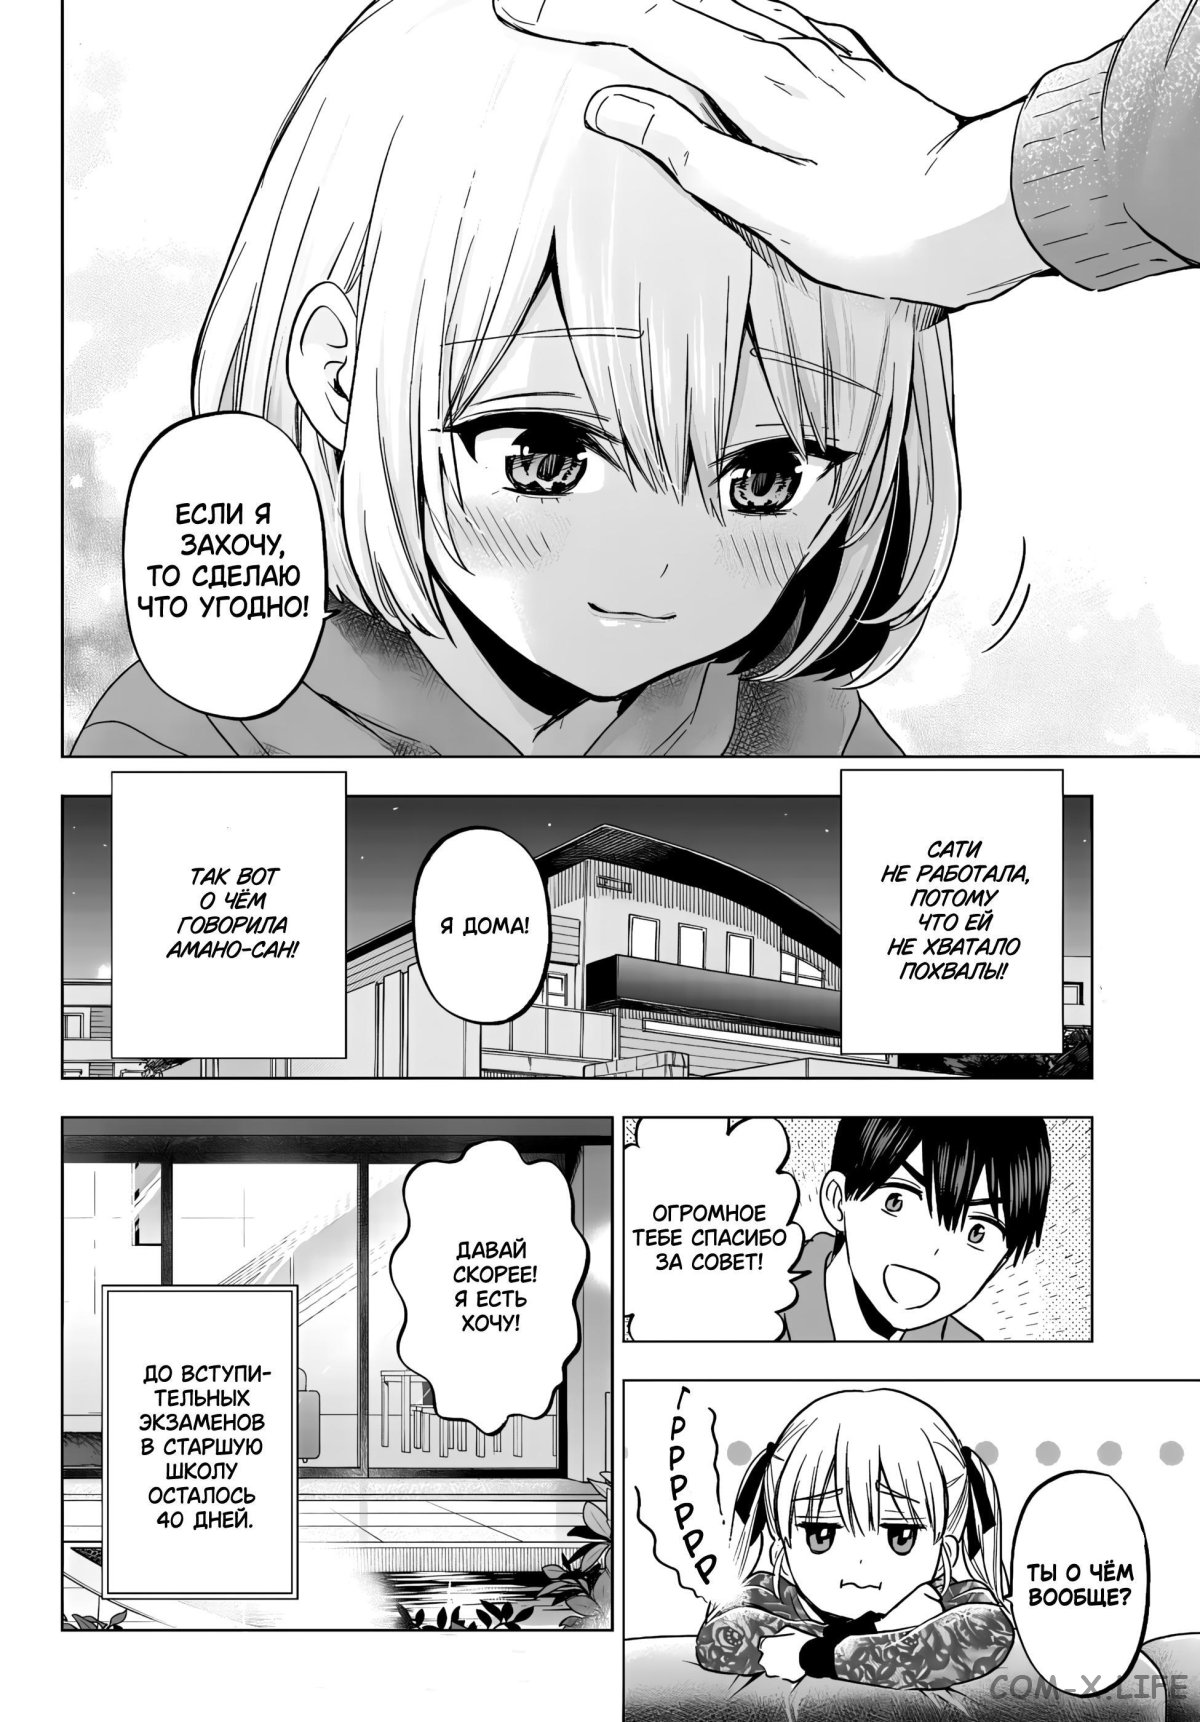 ЕСЛИ Я
ЗАХОЧУ,
ТО СДЕЛАЮ
ЧТО УГОДНО!
САТИ
НЕ РАБОТАЛА,
ПОТОМУ
ЧТО ЕЙ
НЕ ХВАТАЛО
ПОХВАЛЫ!
Я ДОМА!
ТАК ВОТ
О ЧЁМ
ГОВОРИЛА
АМАНО-САН!
ОГРОМНОЕ
ТЕБЕ СПАСИБО
ЗА СОВЕТ!
ДАВАЙ
СКОРЕЕ!
Я ЕСТЬ
ХОЧУ!
ДО ВСТУПИ-
ТЕЛЬНЫХ
ЭКЗАМЕНОВ
В СТАРШУЮ
ШКОЛУ
ОСТАЛОСЬ
40 ДНЕЙ.
ГРРРРРР
ТЫ О ЧЁМ
ВООБЩЕ?
COM-X.LIFE